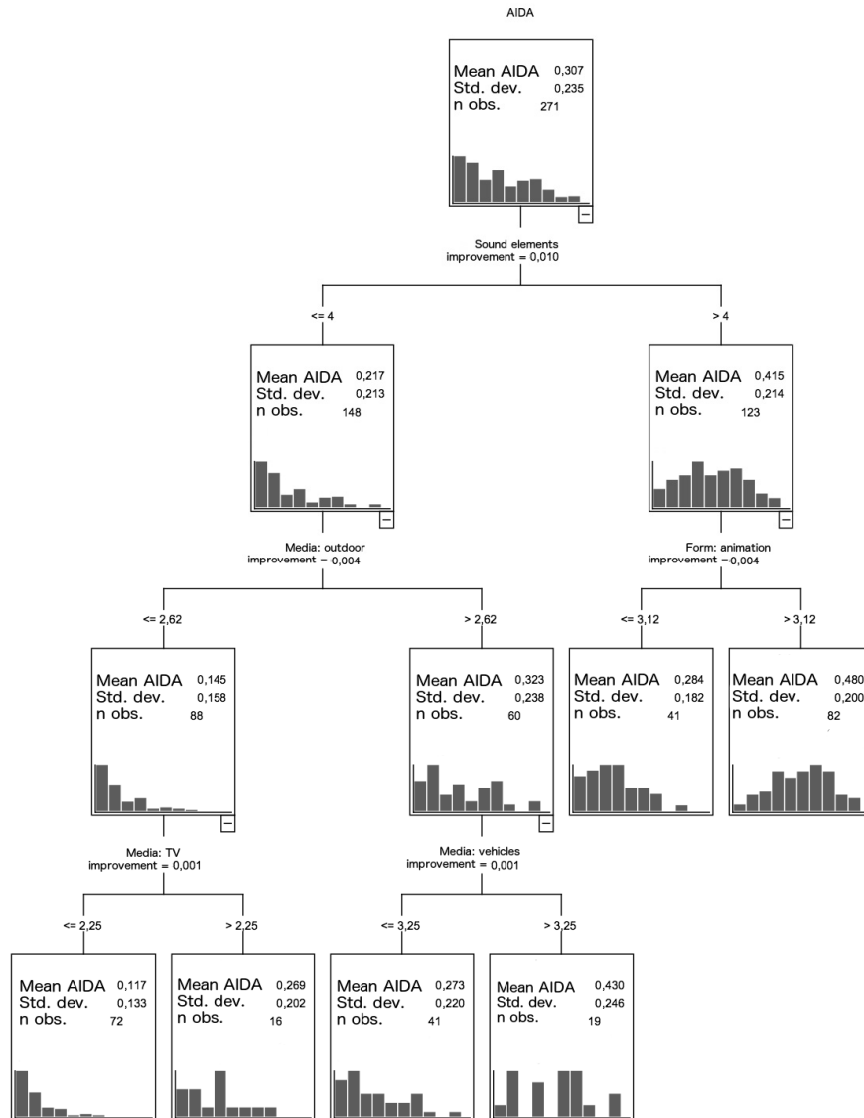 AIDA
Mean AIDA 0,307
Std. dev. 0,235
n obs. 271
Sound elements
improvement = 0,010
<= 4
> 4
Mean AIDA 0,217
Std. dev. 0,213
n obs. 148
Mean AIDA 0,415
Std. dev. 0,214
n obs. 123
Media: outdoor
improvement = 0,004
Form: animation
improvement = 0,004
<= 2,62
> 2,62
<= 3,12
> 3,12
Mean AIDA 0,145
Std. dev. 0,158
n obs. 88
Mean AIDA 0,323
Std. dev. 0,238
n obs. 60
Mean AIDA 0,284
Std. dev. 0,182
n obs. 41
Mean AIDA 0,480
Std. dev. 0,200
n obs. 82
Media: TV
improvement = 0,001
Media: vehicles
improvement = 0,001
<= 2,25
> 2,25
<= 3,25
> 3,25
Mean AIDA 0,117
Std. dev. 0,133
n obs. 72
Mean AIDA 0,269
Std. dev. 0,202
n obs. 16
Mean AIDA 0,273
Std. dev. 0,220
n obs. 41
Mean AIDA 0,430
Std. dev. 0,246
n obs. 19